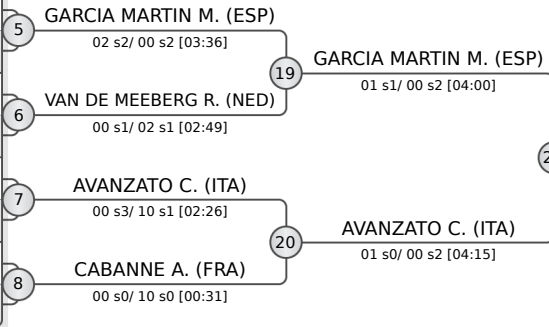 5
GARCIA MARTIN M. (ESP)
02 s2/ 00 s2 [03:36]
19
GARCIA MARTIN M. (ESP)
01 s1/ 00 s2 [04:00]
6
VAN DE MEEBERG R. (NED)
00 s1/ 02 s1 [02:49]
7
AVANZATO C. (ITA)
00 s3/ 10 s1 [02:26]
20
AVANZATO C. (ITA)
01 s0/ 00 s2 [04:15]
8
CABANNE A. (FRA)
00 s0/ 10 s0 [00:31]